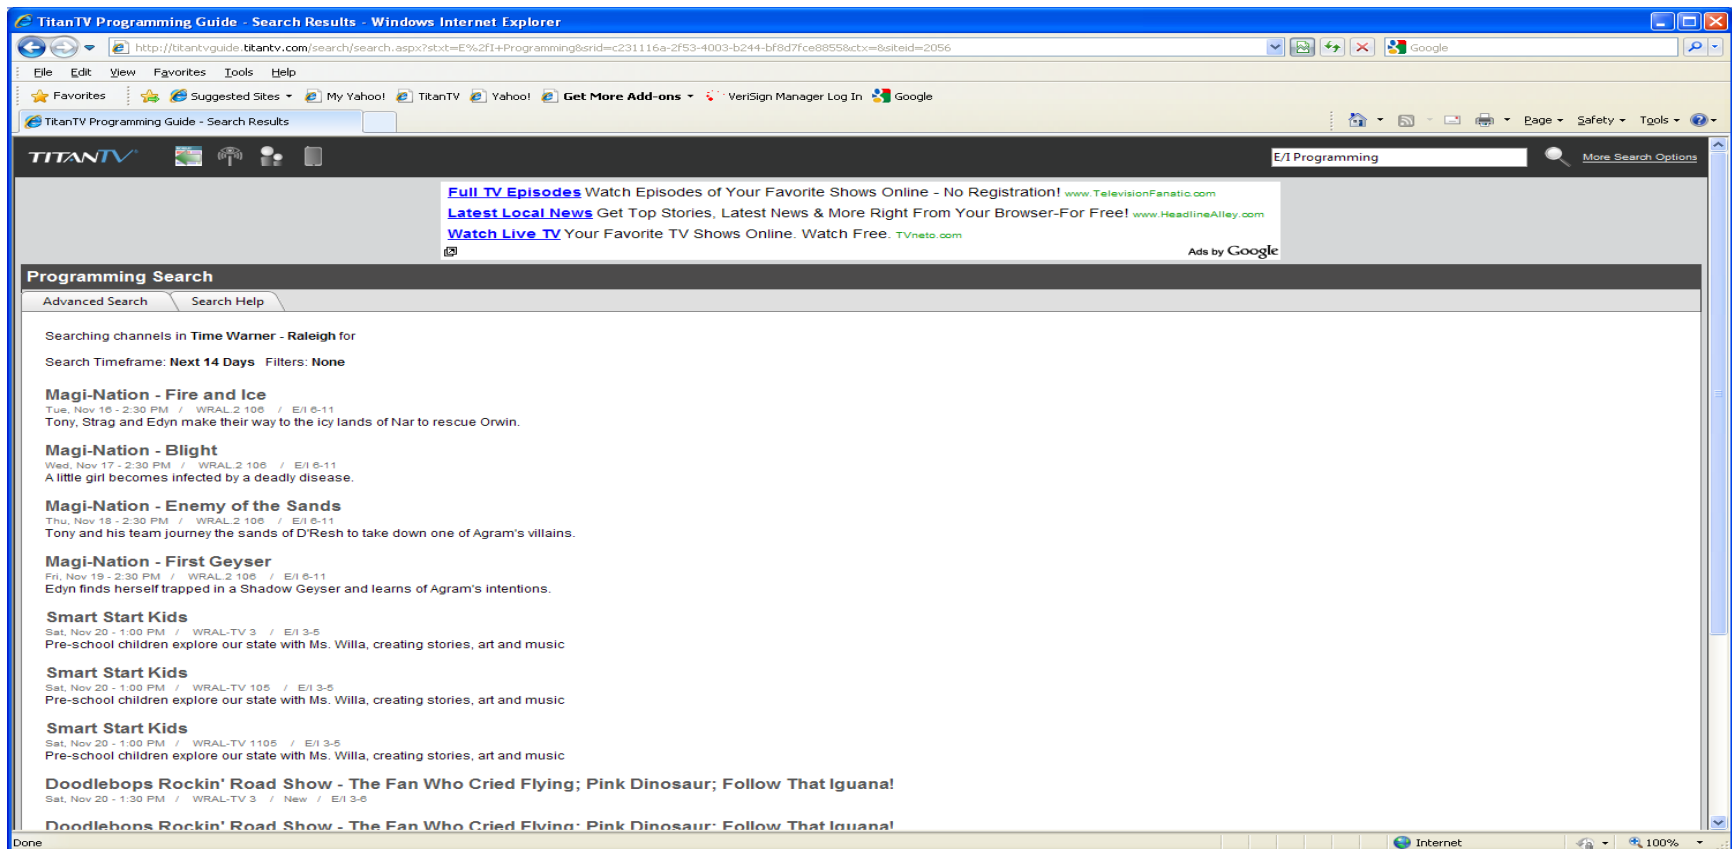 TitanTV Programming Guide - Search Results - Windows Internet Explorer
http://titantvguide.titantv.com/search/search.aspx?stxt=E%2fI+Programming&srid=c231116a-2f53-4003-b244-bf8d7fce8855&ctx=&siteid=2056
Google
File Edit View Favorites Tools Help
Favorites Suggested Sites My Yahoo! TitanTV Yahoo! Get More Add-ons VeriSign Manager Log In Google
TitanTV Programming Guide - Search Results
Page Safety Tools
TITANTV E/I Programming More Search Options
Full TV Episodes Watch Episodes of Your Favorite Shows Online - No Registration! www.TelevisionFanatic.com
Latest Local News Get Top Stories, Latest News & More Right From Your Browser-For Free! www.HeadlineAlley.com
Watch Live TV Your Favorite TV Shows Online. Watch Free. TVneto.com
Ads by Google
Programming Search
Advanced Search Search Help
Searching channels in Time Warner - Raleigh for
Search Timeframe: Next 14 Days Filters: None
Magi-Nation - Fire and Ice
Tue, Nov 16 - 2:30 PM / WRAL.2 106 / E/I 6-11
Tony, Strag and Edyn make their way to the icy lands of Nar to rescue Orwin.
Magi-Nation - Blight
Wed, Nov 17 - 2:30 PM / WRAL.2 106 / E/I 6-11
A little girl becomes infected by a deadly disease.
Magi-Nation - Enemy of the Sands
Thu, Nov 18 - 2:30 PM / WRAL.2 106 / E/I 6-11
Tony and his team journey the sands of D'Resh to take down one of Agram's villains.
Magi-Nation - First Geyser
Fri, Nov 19 - 2:30 PM / WRAL.2 106 / E/I 6-11
Edyn finds herself trapped in a Shadow Geyser and learns of Agram's intentions.
Smart Start Kids
Sat, Nov 20 - 1:00 PM / WRAL-TV 3 / E/I 3-5
Pre-school children explore our state with Ms. Willa, creating stories, art and music
Smart Start Kids
Sat, Nov 20 - 1:00 PM / WRAL-TV 105 / E/I 3-5
Pre-school children explore our state with Ms. Willa, creating stories, art and music
Smart Start Kids
Sat, Nov 20 - 1:00 PM / WRAL-TV 1105 / E/I 3-5
Pre-school children explore our state with Ms. Willa, creating stories, art and music
Doodlebops Rockin' Road Show - The Fan Who Cried Flying; Pink Dinosaur; Follow That Iguana!
Sat, Nov 20 - 1:30 PM / WRAL-TV 3 / New / E/I 3-6
Doodlebops Rockin' Road Show - The Fan Who Cried Flying; Pink Dinosaur; Follow That Iguana!
Done Internet 100%